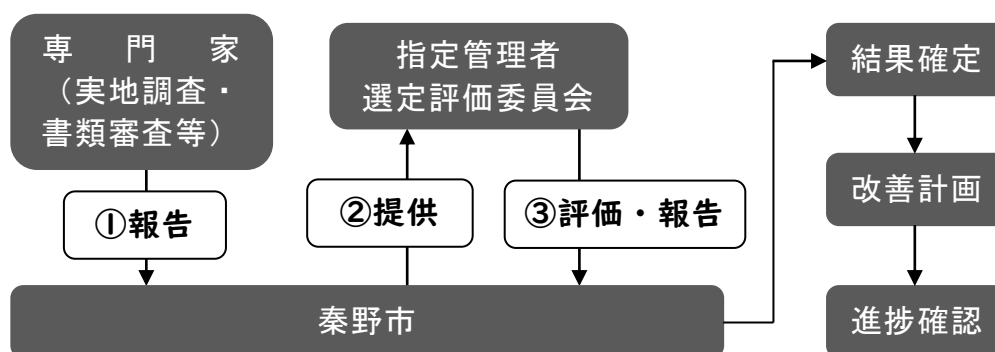 専門家
（実地調査・
書類審査等）
指定管理者
選定評価委員会
結果確定
①報告
②提供
③評価・報告
改善計画
秦野市
進捗確認